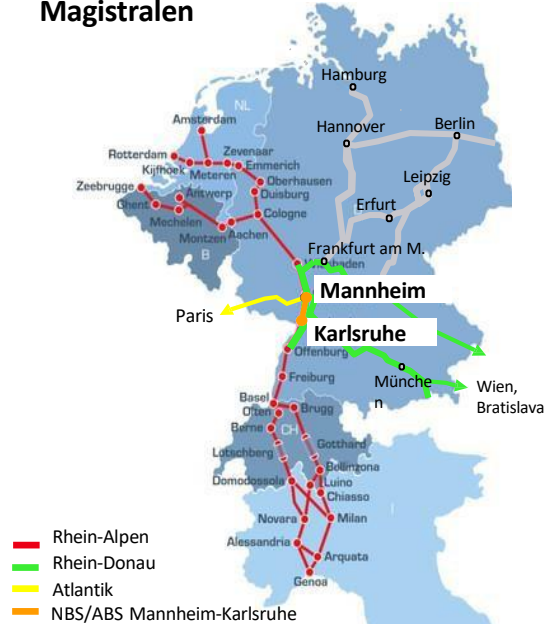 Magistralen
Hamburg
NL
Amsterdam
Hannover
Berlin
Rotterdam
Zevenaar
Emmerich
Kijfhoek
Meteren
Leipzig
Zeebrugge
Antwerp
Oberhausen
Duisburg
Erfurt
Ghent
Mechelen
Cologne
Montzen
Aachen
B
Frankfurt am M.
Wiesbaden
Mannheim
Paris
Karlsruhe
Offenburg
Freiburg
Münche
n
Wien,
Bratislava
Basel
Olten
Brugg
Berne
CH
Gotthard
Lotschberg
Bellinzona
Domodossola
Luino
Chiasso
Novara
Milan
Alessandria
Arquata
Genoa
I
Rhein-Alpen
Rhein-Donau
Atlantik
NBS/ABS Mannheim-Karlsruhe